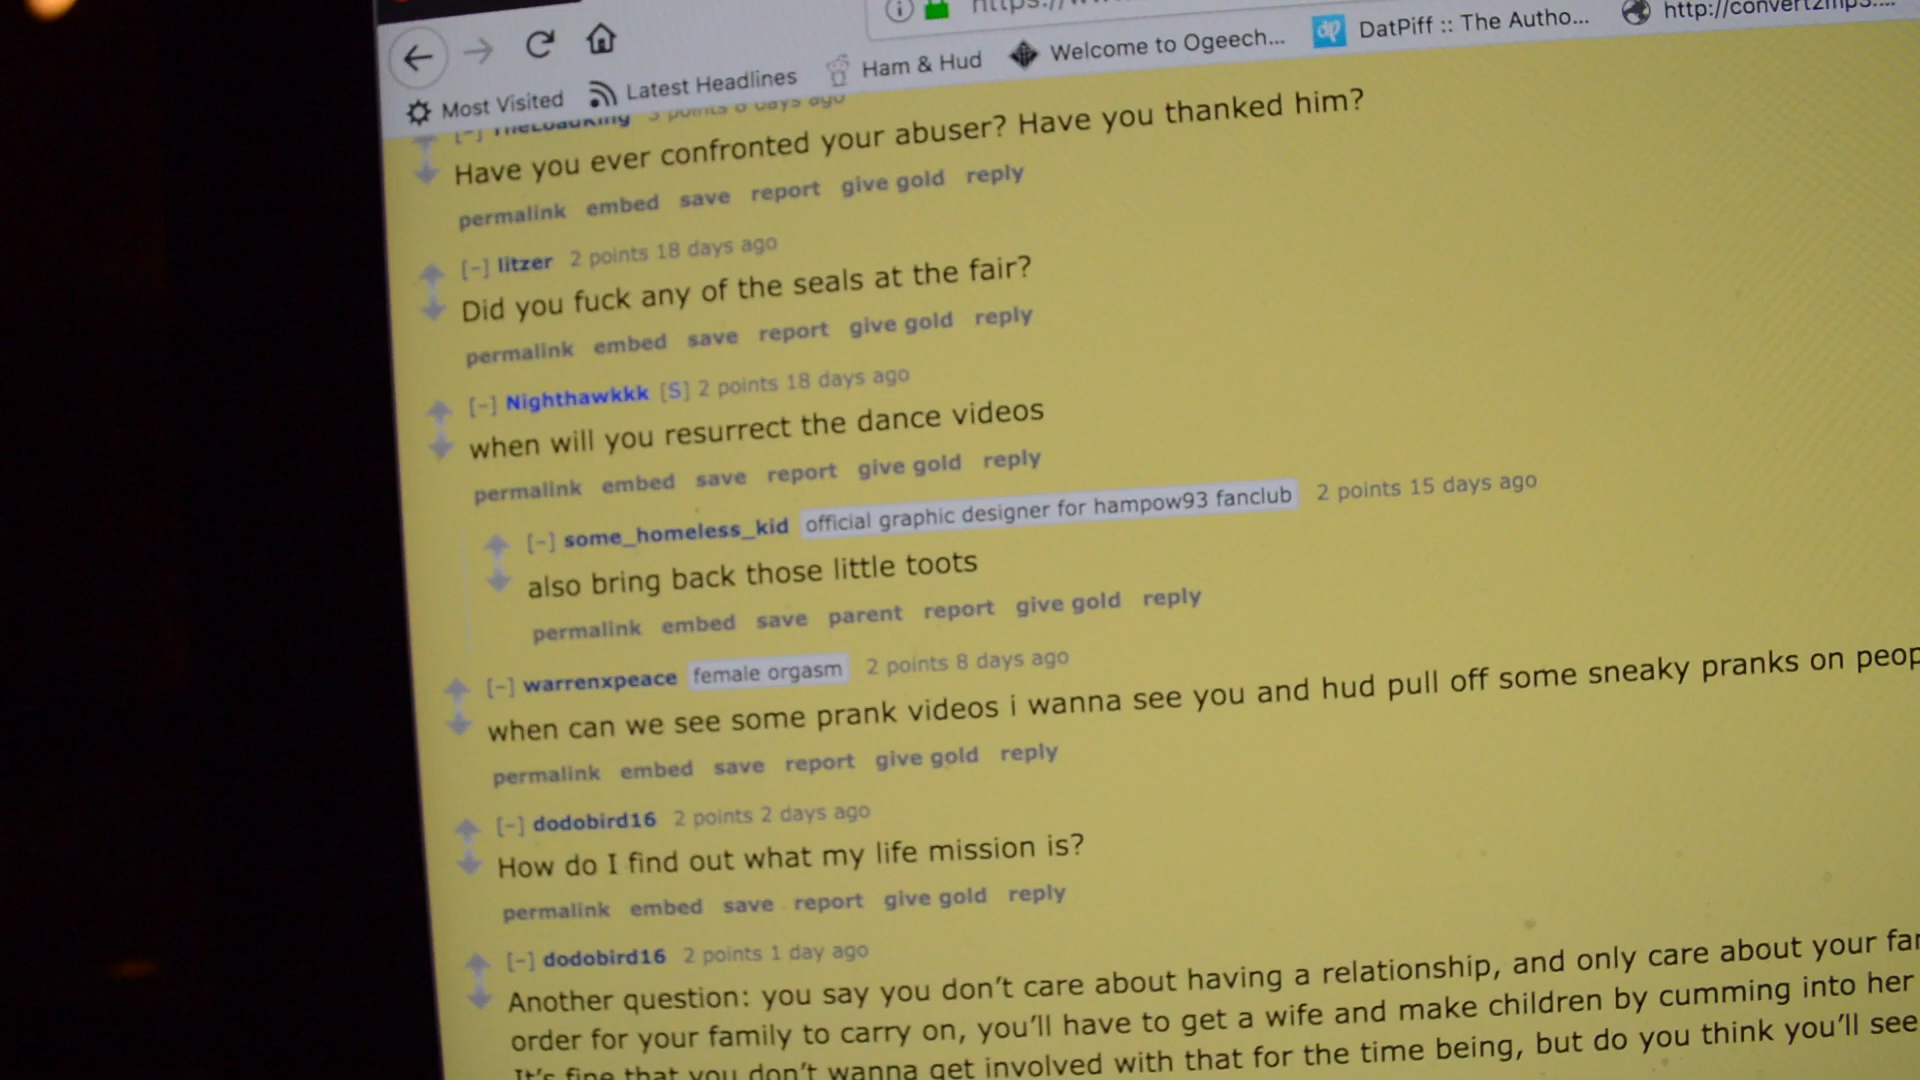 https://
Most Visited Latest Headlines Ham & Hud Welcome to Ogeech... DatPiff :: The Autho... http://convert2mp3....
[-] TheLoadKing 3 points 8 days ago
Have you ever confronted your abuser? Have you thanked him?
permalink embed save report give gold reply
[-] litzer 2 points 18 days ago
Did you fuck any of the seals at the fair?
permalink embed save report give gold reply
[-] Nighthawkkk [S] 2 points 18 days ago
when will you resurrect the dance videos
permalink embed save report give gold reply
[-] some_homeless_kid official graphic designer for hampow93 fanclub 2 points 15 days ago
also bring back those little toots
permalink embed save parent report give gold reply
[-] warrenxpeace female orgasm 2 points 8 days ago
when can we see some prank videos i wanna see you and hud pull off some sneaky pranks on peop
permalink embed save report give gold reply
[-] dodobird16 2 points 2 days ago
How do I find out what my life mission is?
permalink embed save report give gold reply
[-] dodobird16 2 points 1 day ago
Another question: you say you don't care about having a relationship, and only care about your
order for your family to carry on, you'll have to get a wife and make children by cumming into her
It's fine that you don't wanna get involved with that for the time being, but do you think you'll see